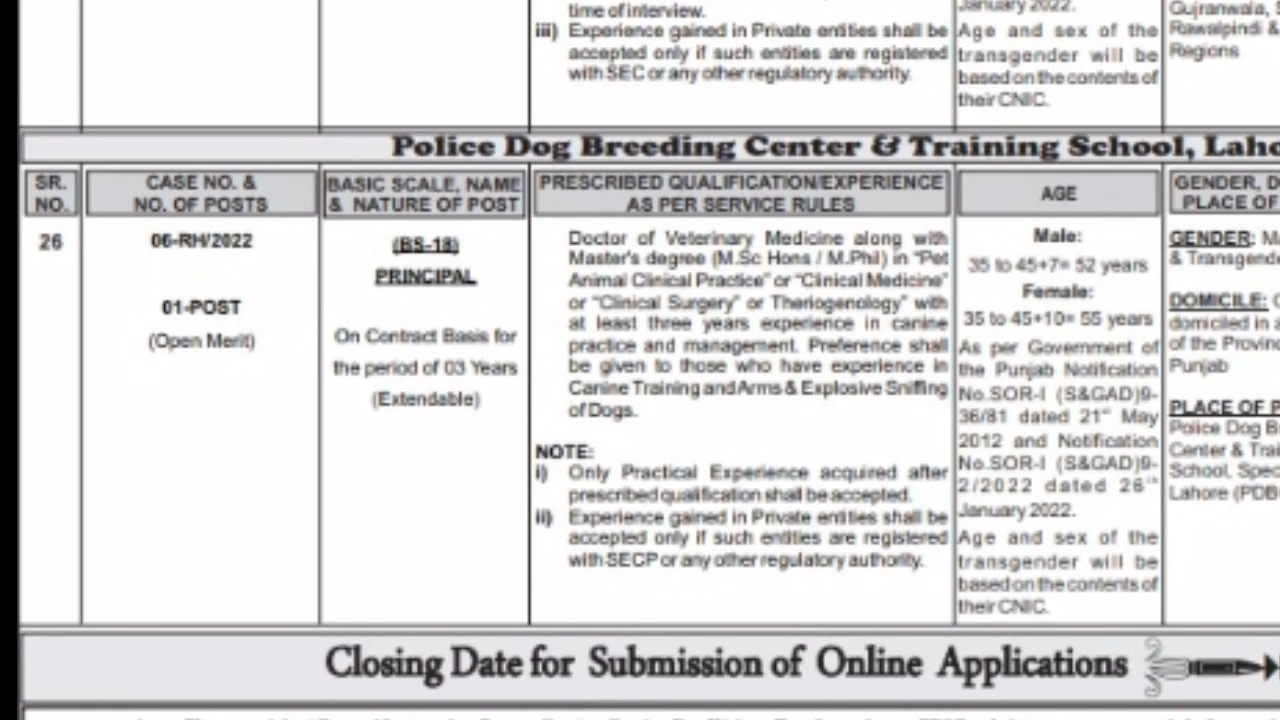 time of interview.
iii) Experience gained in Private entities shall be
accepted only if such entities are registered
with SEC or any other regulatory authority.
January 2022.
Age and sex of the
transgender will be
based on the contents of
their CNIC.
Gujranwala, S
Rawalpindi &
Regions
Police Dog Breeding Center & Training School, Laho
SR.
NO.
CASE NO. &
NO. OF POSTS
BASIC SCALE, NAME
& NATURE OF POST
PRESCRIBED QUALIFICATION/EXPERIENCE
AS PER SERVICE RULES
AGE
GENDER, D
PLACE OF
26
06-RH/2022
01-POST
(Open Merit)
(BS-18)
PRINCIPAL
On Contract Basis for
the period of 03 Years
(Extendable)
Doctor of Veterinary Medicine along with
Master's degree (M.Sc Hons / M.Phil) in "Pet
Animal Clinical Practice" or "Clinical Medicine"
or "Clinical Surgery" or Theriogenology" with
at least three years experience in canine
practice and management. Preference shall
be given to those who have experience in
Canine Training and Arms & Explosive Sniffing
of Dogs.
NOTE:
i) Only Practical Experience acquired after
prescribed qualification shall be accepted.
ii) Experience gained in Private entities shall be
accepted only if such entities are registered
with SECP or any other regulatory authority.
Male:
35 to 45+7= 52 years
Female:
35 to 45+10= 55 years
As per Government of
the Punjab Notification
No.SOR-I (S&GAD)9-
36/81 dated 21st May
2012 and Notification
No.SOR-I (S&GAD)9-
2/2022 dated 26th
January 2022.
Age and sex of the
transgender will be
based on the contents of
their CNIC.
GENDER: Ma
& Transgende
DOMICILE:
domiciled in a
of the Provinc
Punjab
PLACE OF P
Police Dog B
Center & Trai
School, Spec
Lahore (PDB
Closing Date for Submission of Online Applications